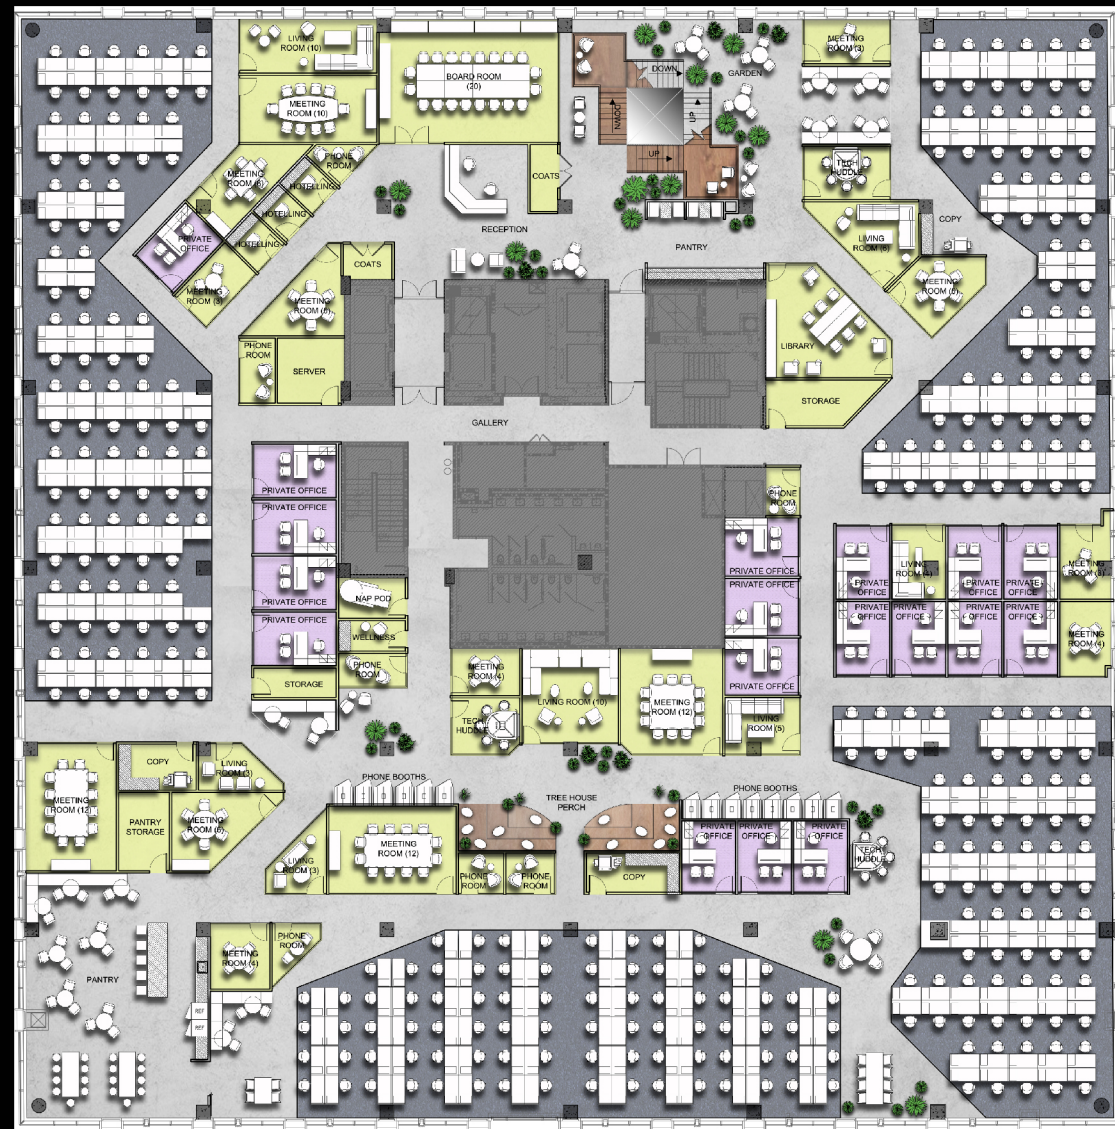 LIVING
ROOM (10)
BOARD ROOM
(20)
MEETING
ROOM (10)
DOWN
DOWN
UP
UP
GARDEN
MEETING
ROOM (3)
PHONE
ROOM
MEETING
ROOM (6)
HOTELLING
HOTELLING
HOTELLING
PRIVATE
OFFICE
MEETING
ROOM (3)
COATS
RECEPTION
TECH
HUDDLE
COPY
LIVING
ROOM (6)
MEETING
ROOM (5)
PANTRY
COATS
MEETING
ROOM (5)
PHONE
ROOM
SERVER
LIBRARY
STORAGE
GALLERY
PRIVATE OFFICE
PRIVATE OFFICE
PRIVATE OFFICE
PRIVATE OFFICE
NAP POD
WELLNESS
PHONE
ROOM
STORAGE
PHONE
ROOM
PRIVATE OFFICE
PRIVATE OFFICE
PRIVATE OFFICE
PRIVATE
OFFICE
LIVING
ROOM (4)
PRIVATE
OFFICE
PRIVATE
OFFICE
MEETING
PRIVATE
OFFICE
PRIVATE
OFFICE
PRIVATE
OFFICE
PRIVATE
OFFICE
MEETING
ROOM (4)
MEETING
ROOM (4)
LIVING ROOM (10)
MEETING
ROOM (12)
TECH
HUDDLE
LIVING
ROOM (5)
COPY
LIVING
ROOM (3)
MEETING
ROOM (12)
PANTRY
STORAGE
MEETING
ROOM (6)
PHONE BOOTHS
TREE HOUSE
PERCH
PHONE BOOTHS
LIVING
ROOM (3)
MEETING
ROOM (12)
PHONE
ROOM
PHONE
ROOM
COPY
PRIVATE
OFFICE
PRIVATE
OFFICE
PRIVATE
OFFICE
TECH
HUDDLE
MEETING
ROOM (4)
PHONE
ROOM
PANTRY
REF
REF